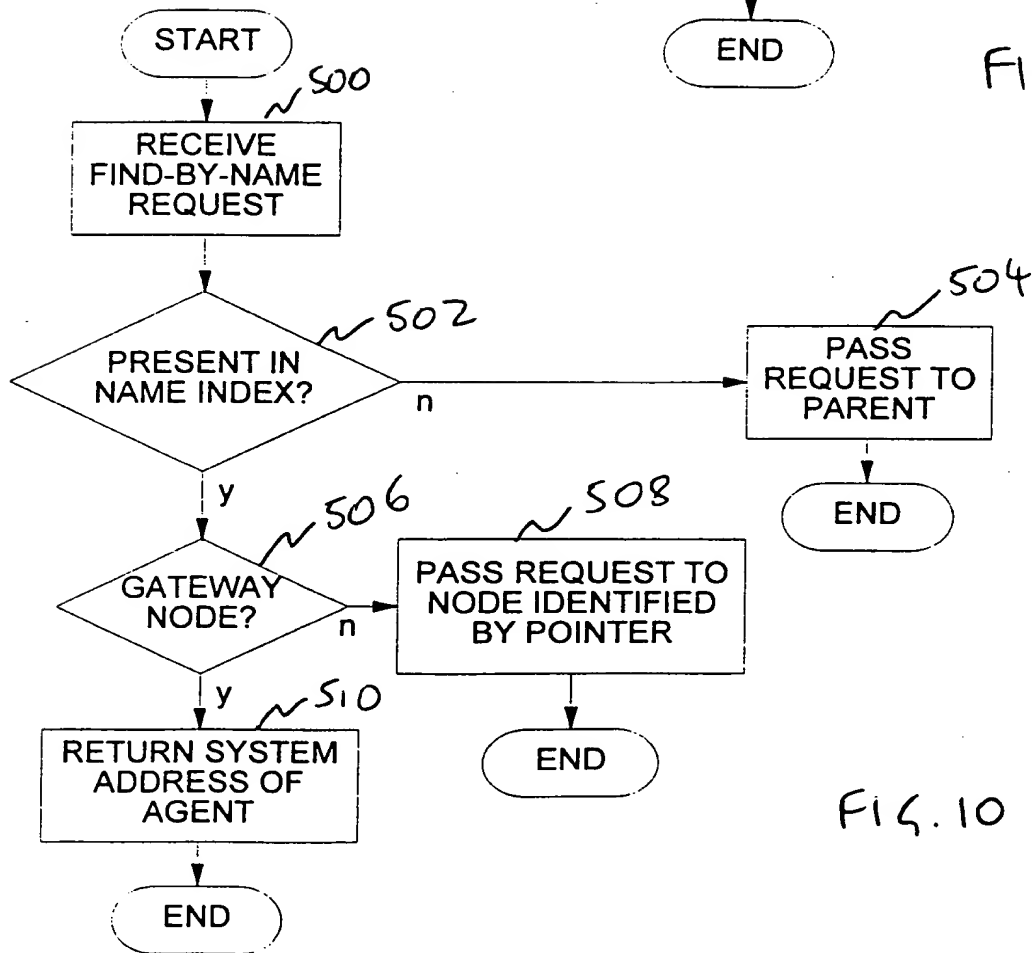 START
END
FI
500
RECEIVE
FIND-BY-NAME
REQUEST
502
PRESENT IN
NAME INDEX?
n
504
PASS
REQUEST TO
PARENT
END
y
506
GATEWAY
NODE?
n
508
PASS REQUEST TO
NODE IDENTIFIED
BY POINTER
END
y
510
RETURN SYSTEM
ADDRESS OF
AGENT
END
FIG. 10